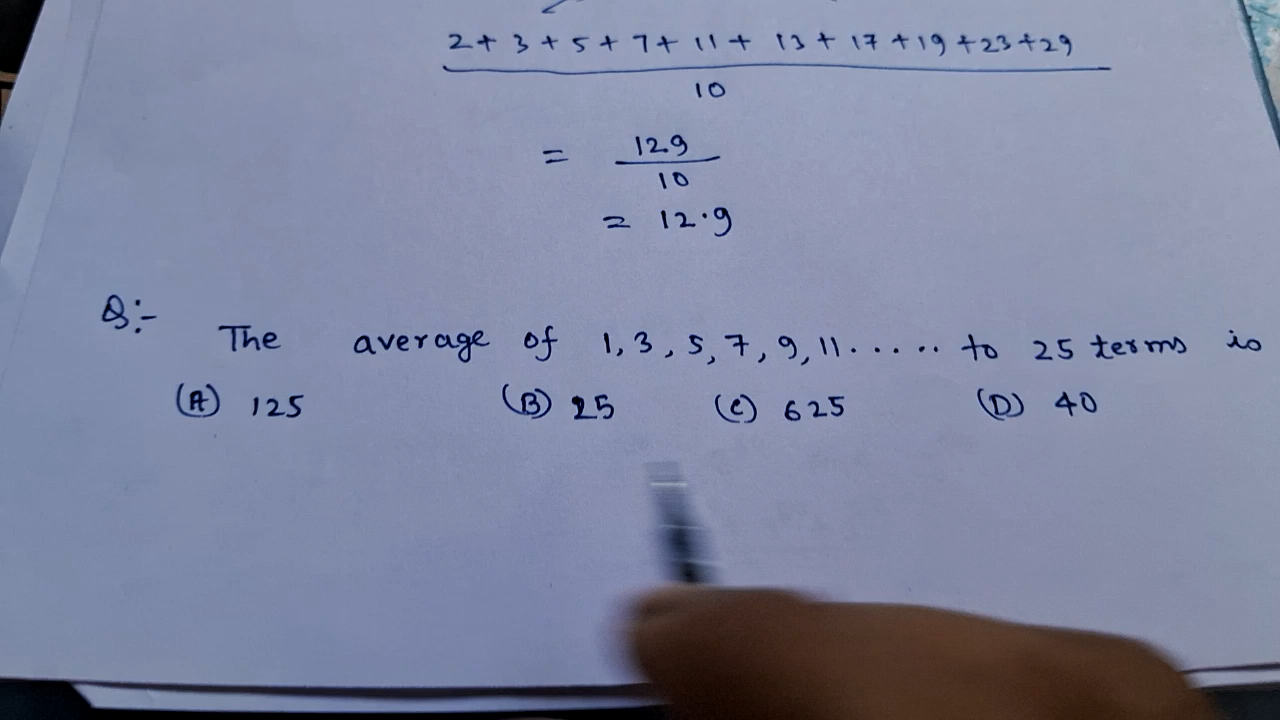 2 + 3 + 5 + 7 + 11 + 13 + 17 + 19 + 23 + 29
10
= 129
10
= 12.9
Q:- The average of 1, 3, 5, 7, 9, 11..... to 25 terms is
(A) 125 (B) 25 (C) 625 (D) 40